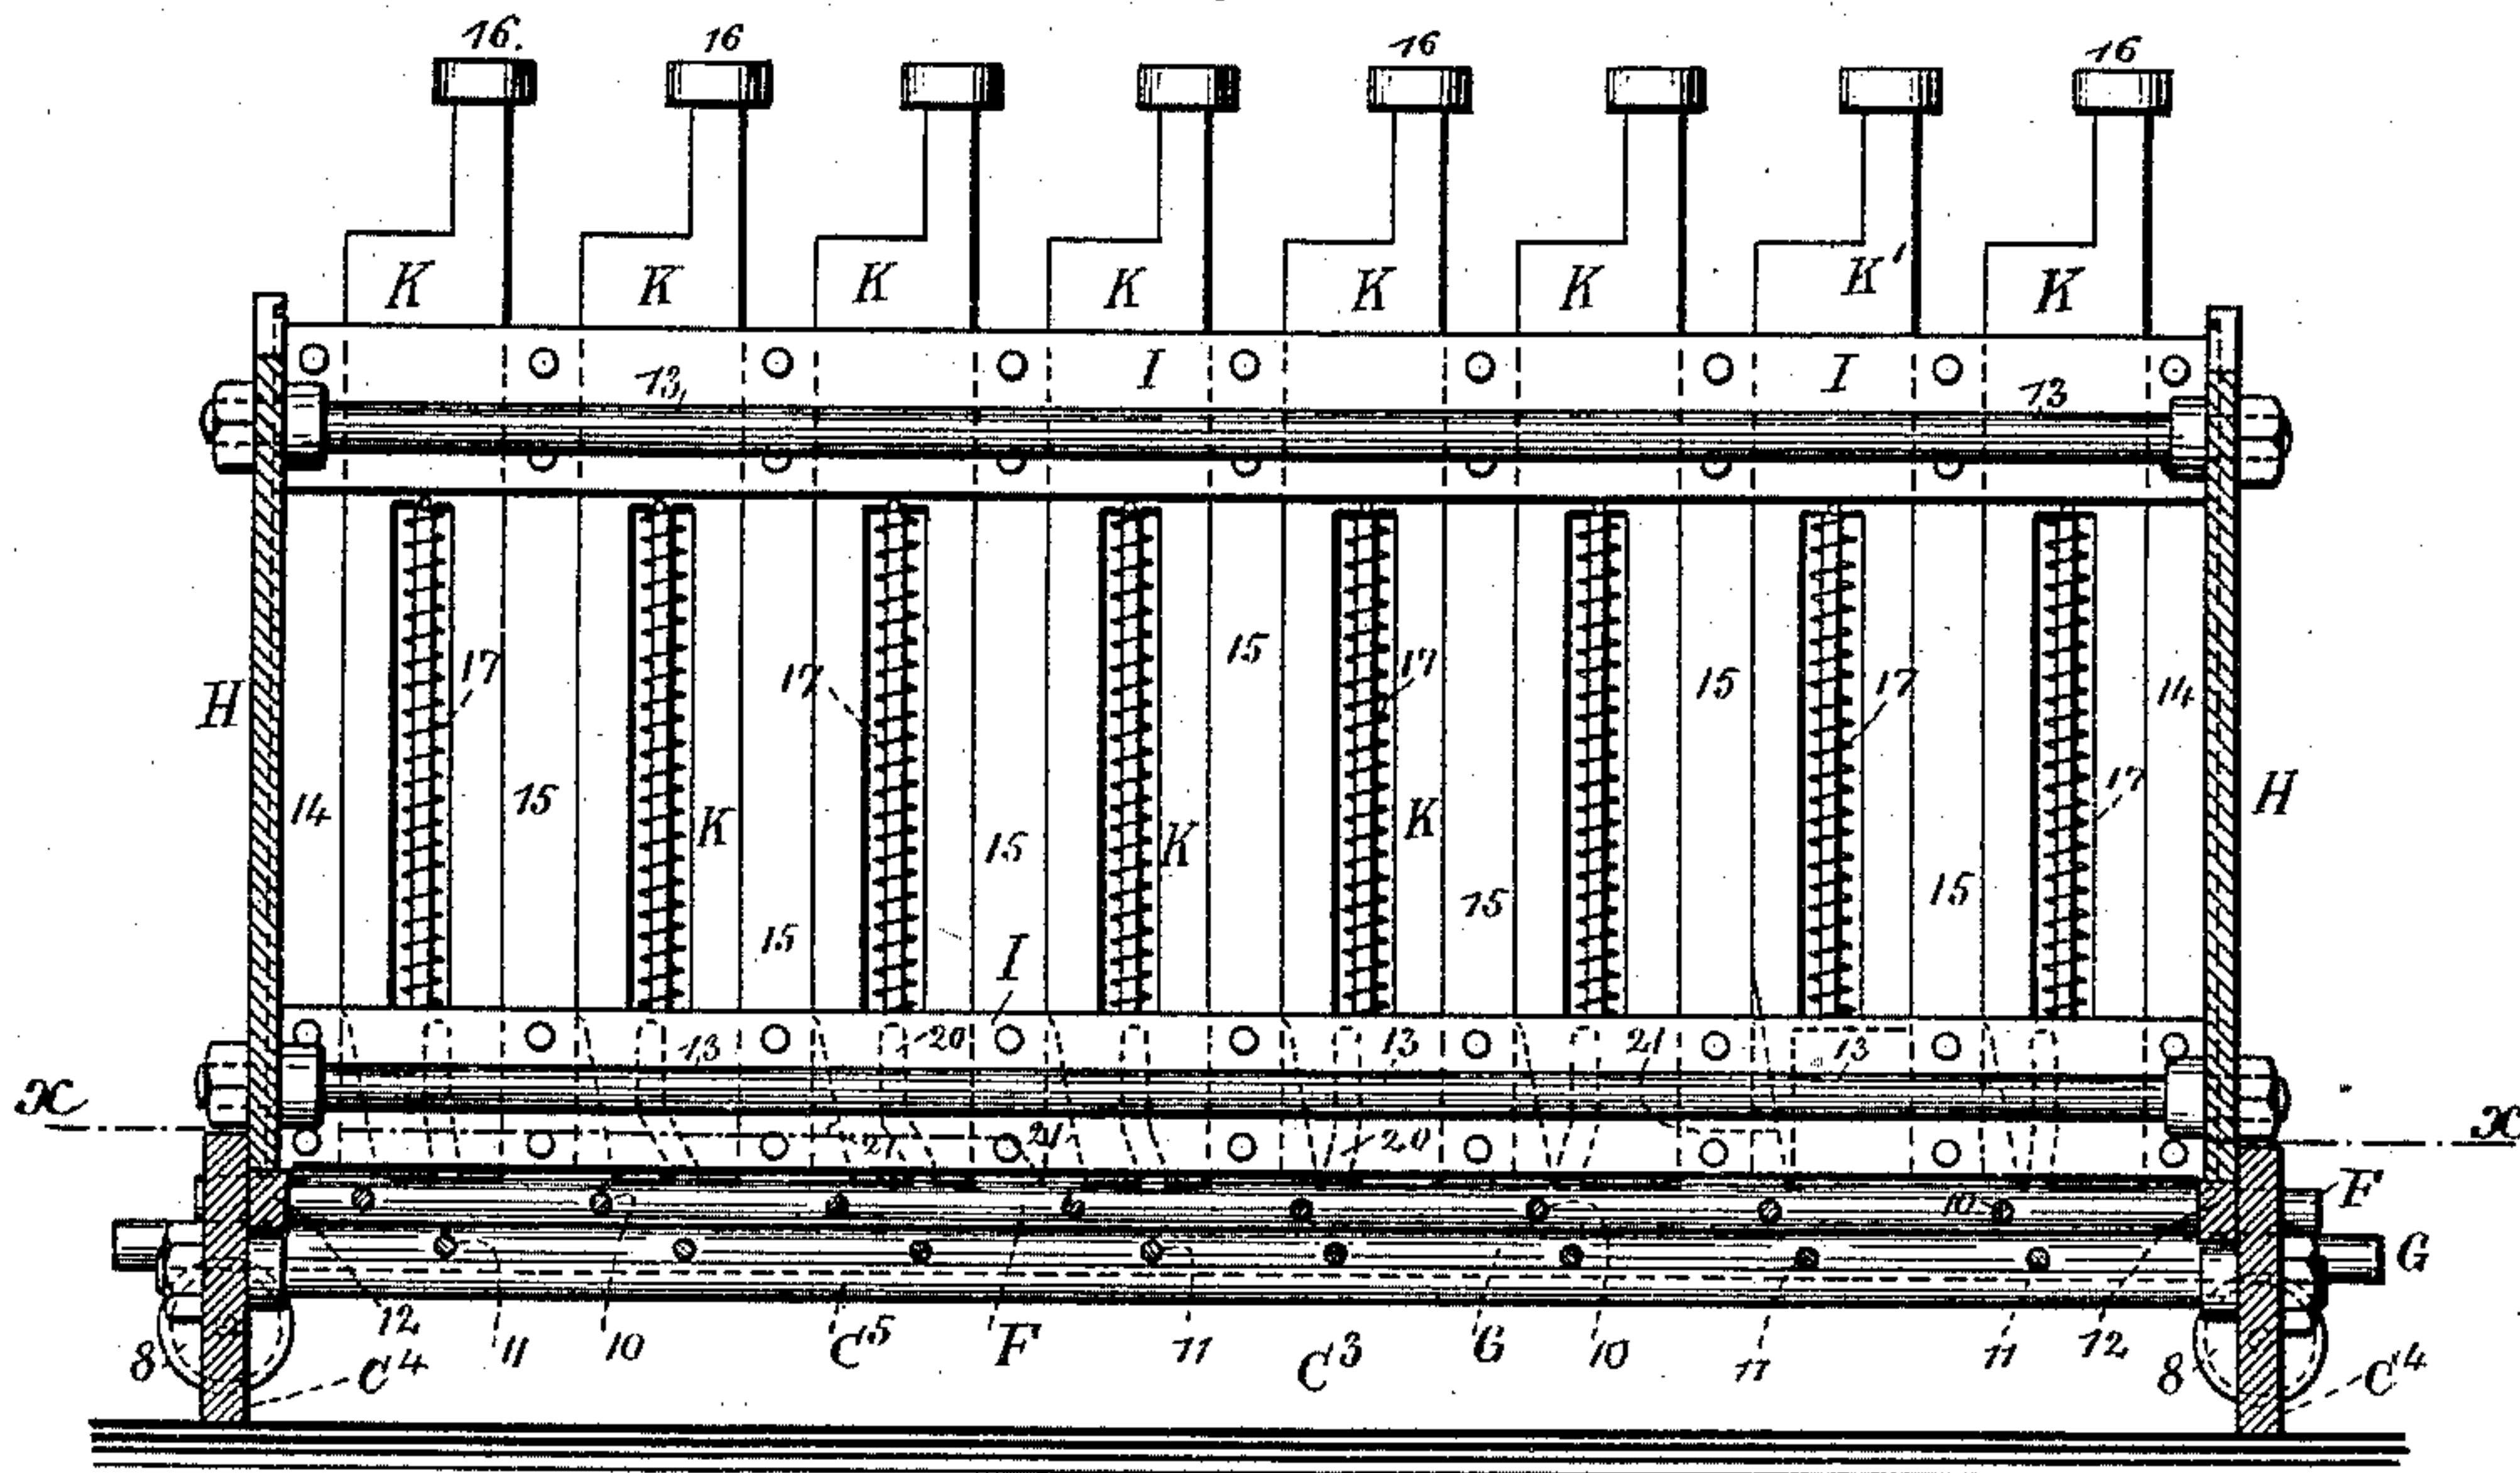 16. 16 16 16
K K K K K K K' K
I I
13 13
15 17
17 17 15 17 14
H
17
14 15 K 15 K K 15 15 H
15 I
20 13 13 21 13
x x
21 21 20
10 F
G
12 11 10 C5 F 11 C3 G 10 11 11 12
8 C4 8 C4